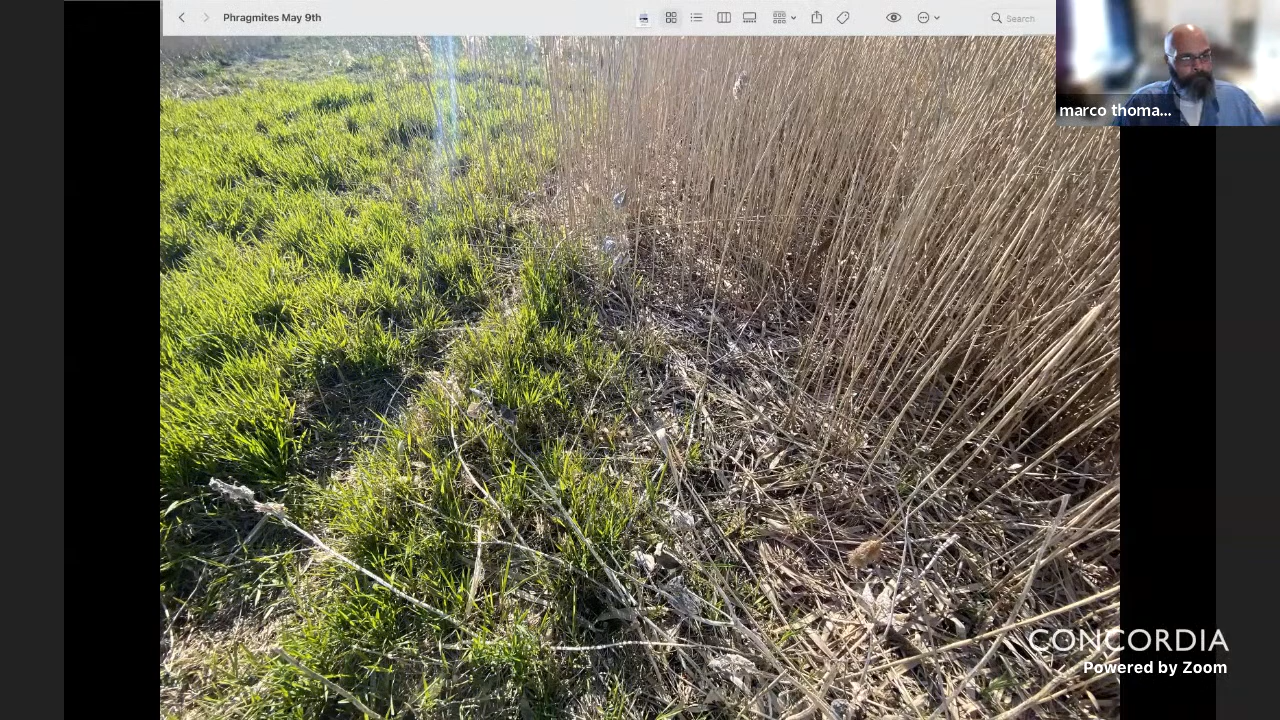 Phragmites May 9th
Search
marco thoma...
CONCORDIA
Powered by Zoom